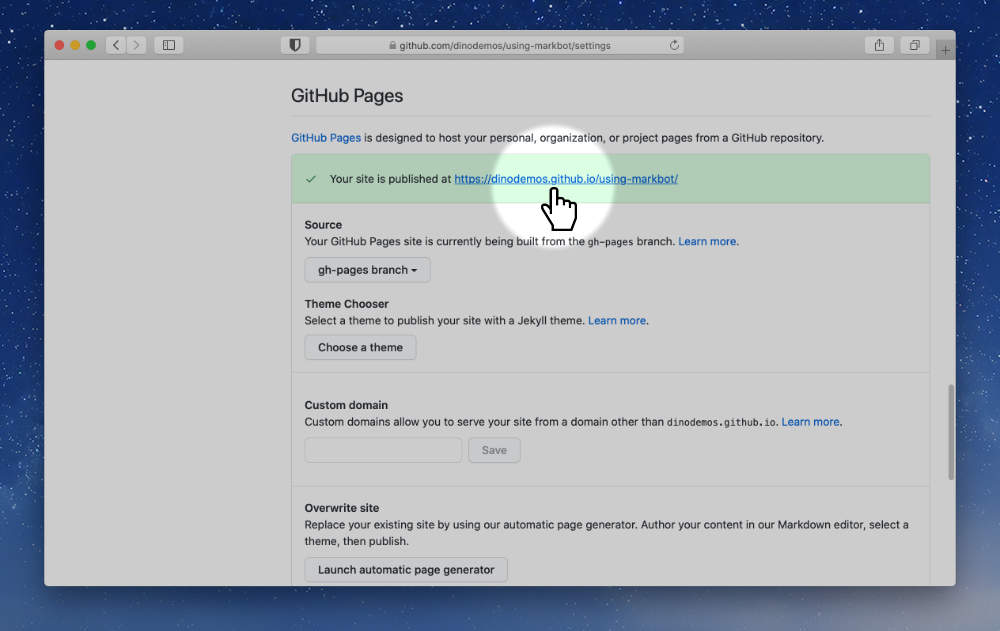 github.com/dinodemos/using-markbot/settings
GitHub Pages
GitHub Pages is designed to host your personal, organization, or project pages from a GitHub repository.
Your site is published at https://dinodemos.github.io/using-markbot/
Source
Your GitHub Pages site is currently being built from the gh-pages branch. Learn more.
gh-pages branch
Theme Chooser
Select a theme to publish your site with a Jekyll theme. Learn more.
Choose a theme
Custom domain
Custom domains allow you to serve your site from a domain other than dinodemos.github.io. Learn more.
Save
Overwrite site
Replace your existing site by using our automatic page generator. Author your content in our Markdown editor, select a
theme, then publish.
Launch automatic page generator